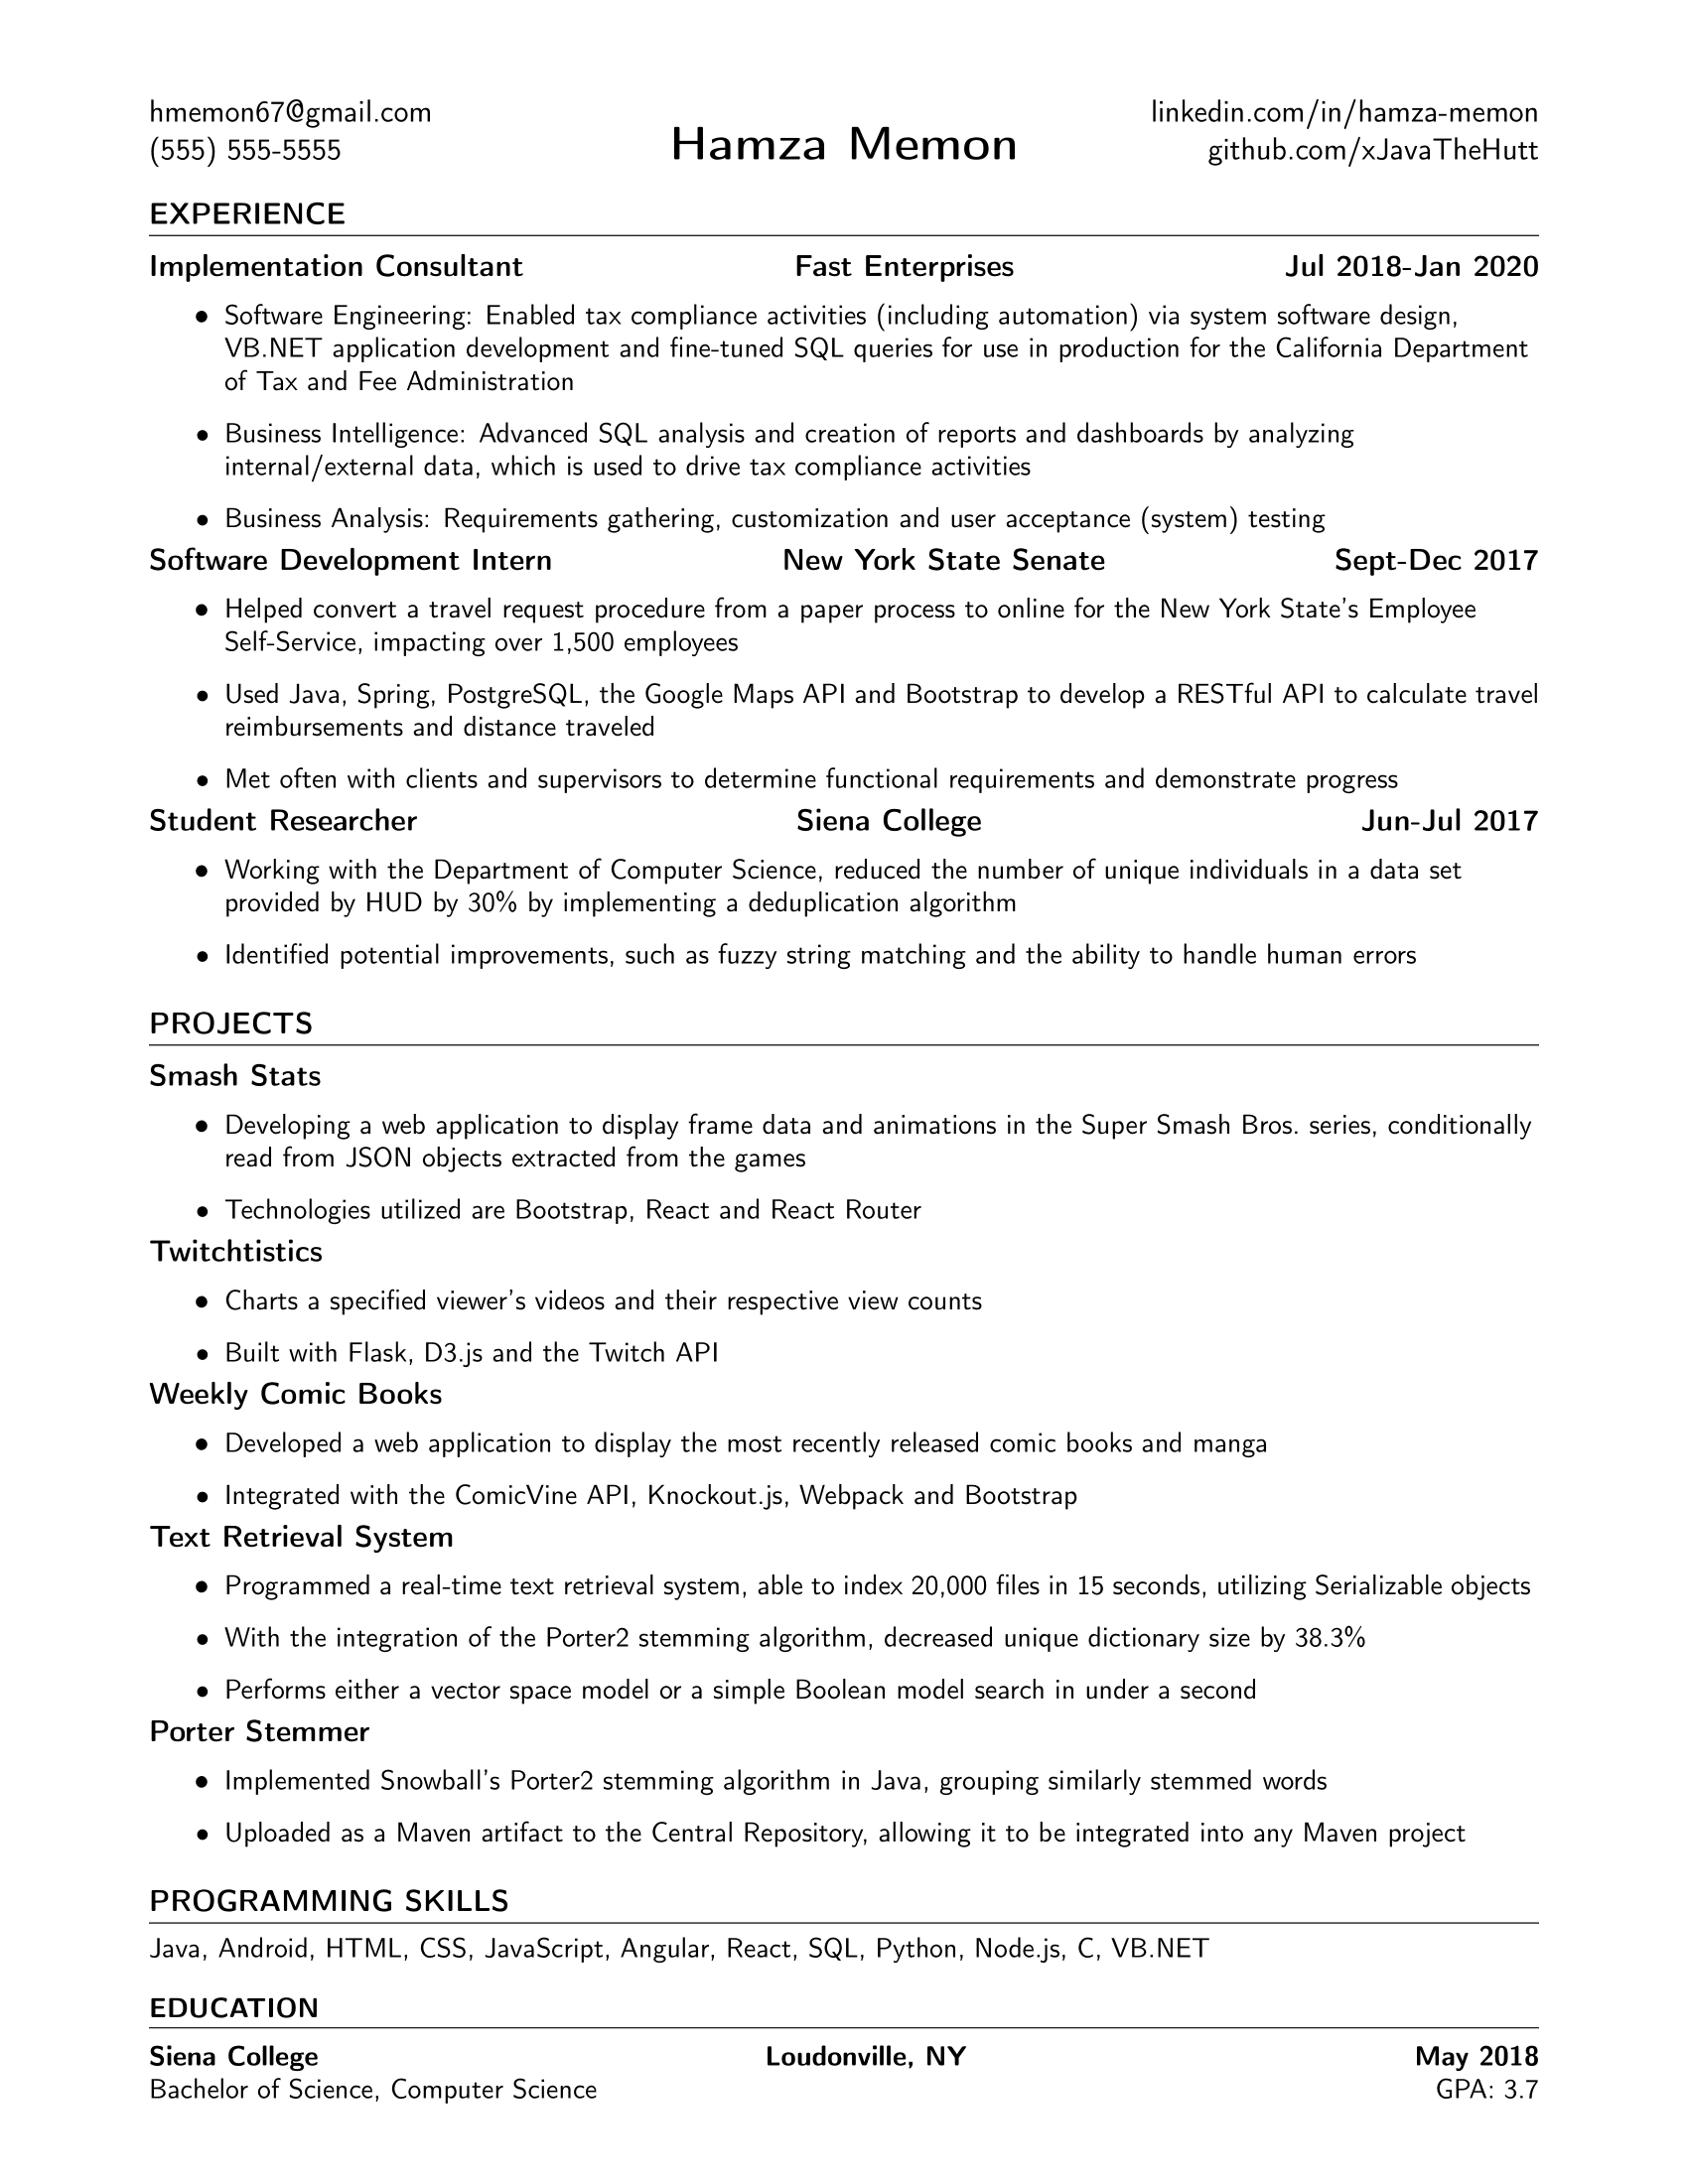 hmemon67@gmail.com
(555) 555-5555
Hamza Memon
linkedin.com/in/hamza-memon
github.com/xJavaTheHutt
EXPERIENCE
Implementation Consultant Fast Enterprises Jul 2018-Jan 2020
• Software Engineering: Enabled tax compliance activities (including automation) via system software design,
VB.NET application development and fine-tuned SQL queries for use in production for the California Department
of Tax and Fee Administration
• Business Intelligence: Advanced SQL analysis and creation of reports and dashboards by analyzing
internal/external data, which is used to drive tax compliance activities
• Business Analysis: Requirements gathering, customization and user acceptance (system) testing
Software Development Intern New York State Senate Sept-Dec 2017
• Helped convert a travel request procedure from a paper process to online for the New York State's Employee
Self-Service, impacting over 1,500 employees
• Used Java, Spring, PostgreSQL, the Google Maps API and Bootstrap to develop a RESTful API to calculate travel
reimbursements and distance traveled
• Met often with clients and supervisors to determine functional requirements and demonstrate progress
Student Researcher Siena College Jun-Jul 2017
• Working with the Department of Computer Science, reduced the number of unique individuals in a data set
provided by HUD by 30% by implementing a deduplication algorithm
• Identified potential improvements, such as fuzzy string matching and the ability to handle human errors
PROJECTS
Smash Stats
• Developing a web application to display frame data and animations in the Super Smash Bros. series, conditionally
read from JSON objects extracted from the games
• Technologies utilized are Bootstrap, React and React Router
Twitchtistics
• Charts a specified viewer's videos and their respective view counts
• Built with Flask, D3.js and the Twitch API
Weekly Comic Books
• Developed a web application to display the most recently released comic books and manga
• Integrated with the ComicVine API, Knockout.js, Webpack and Bootstrap
Text Retrieval System
• Programmed a real-time text retrieval system, able to index 20,000 files in 15 seconds, utilizing Serializable objects
• With the integration of the Porter2 stemming algorithm, decreased unique dictionary size by 38.3%
• Performs either a vector space model or a simple Boolean model search in under a second
Porter Stemmer
• Implemented Snowball's Porter2 stemming algorithm in Java, grouping similarly stemmed words
• Uploaded as a Maven artifact to the Central Repository, allowing it to be integrated into any Maven project
PROGRAMMING SKILLS
Java, Android, HTML, CSS, JavaScript, Angular, React, SQL, Python, Node.js, C, VB.NET
EDUCATION
Siena College Loudonville, NY May 2018
Bachelor of Science, Computer Science GPA: 3.7